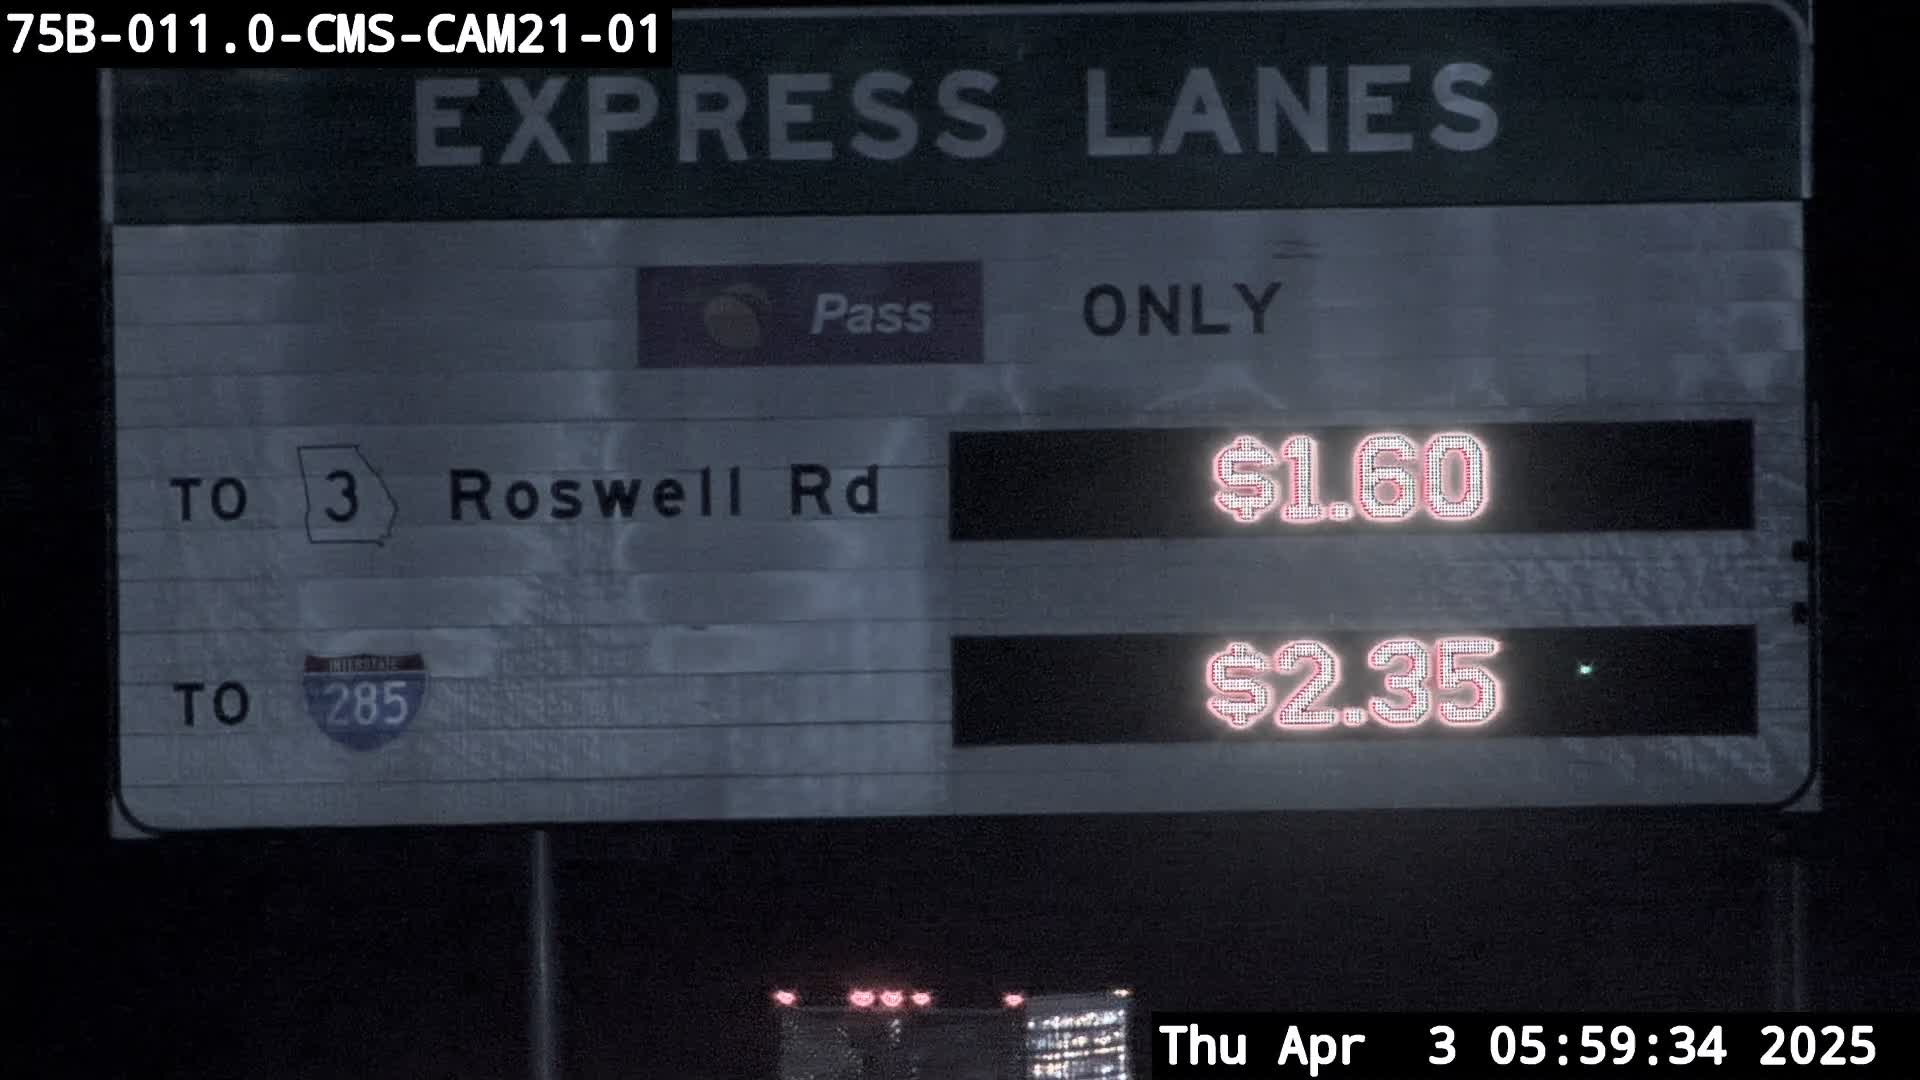 75B-011.0-CMS-CAM21-01
EXPRESS LANES
Pass ONLY
TO 3 Roswell Rd $1.60
INTERSTATE
TO 285 $2.35
Thu Apr 3 05:59:34 2025